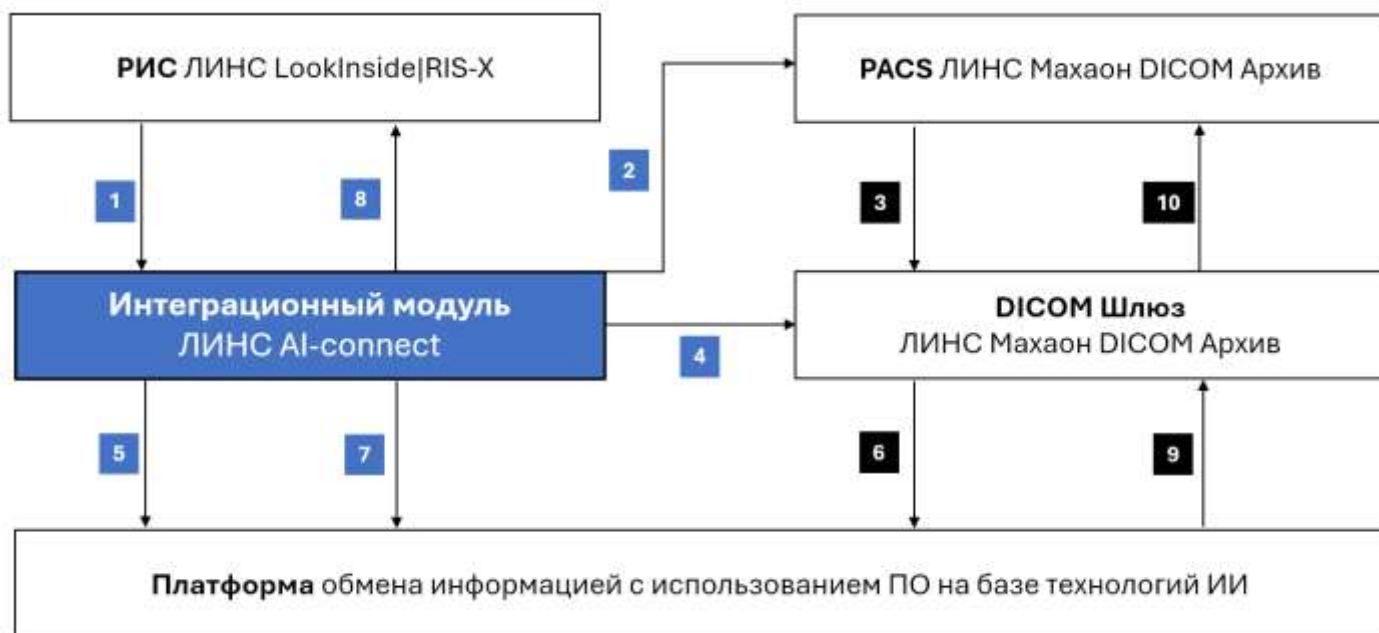 РИС ЛИНС LookInside|RIS-X
PACS ЛИНС Махаон DICOM Архив
1
8
2
3
10
Интеграционный модуль
ЛИНС AI-connect
4
DICOM Шлюз
ЛИНС Махаон DICOM Архив
5
7
6
9
Платформа обмена информацией с использованием ПО на базе технологий ИИ